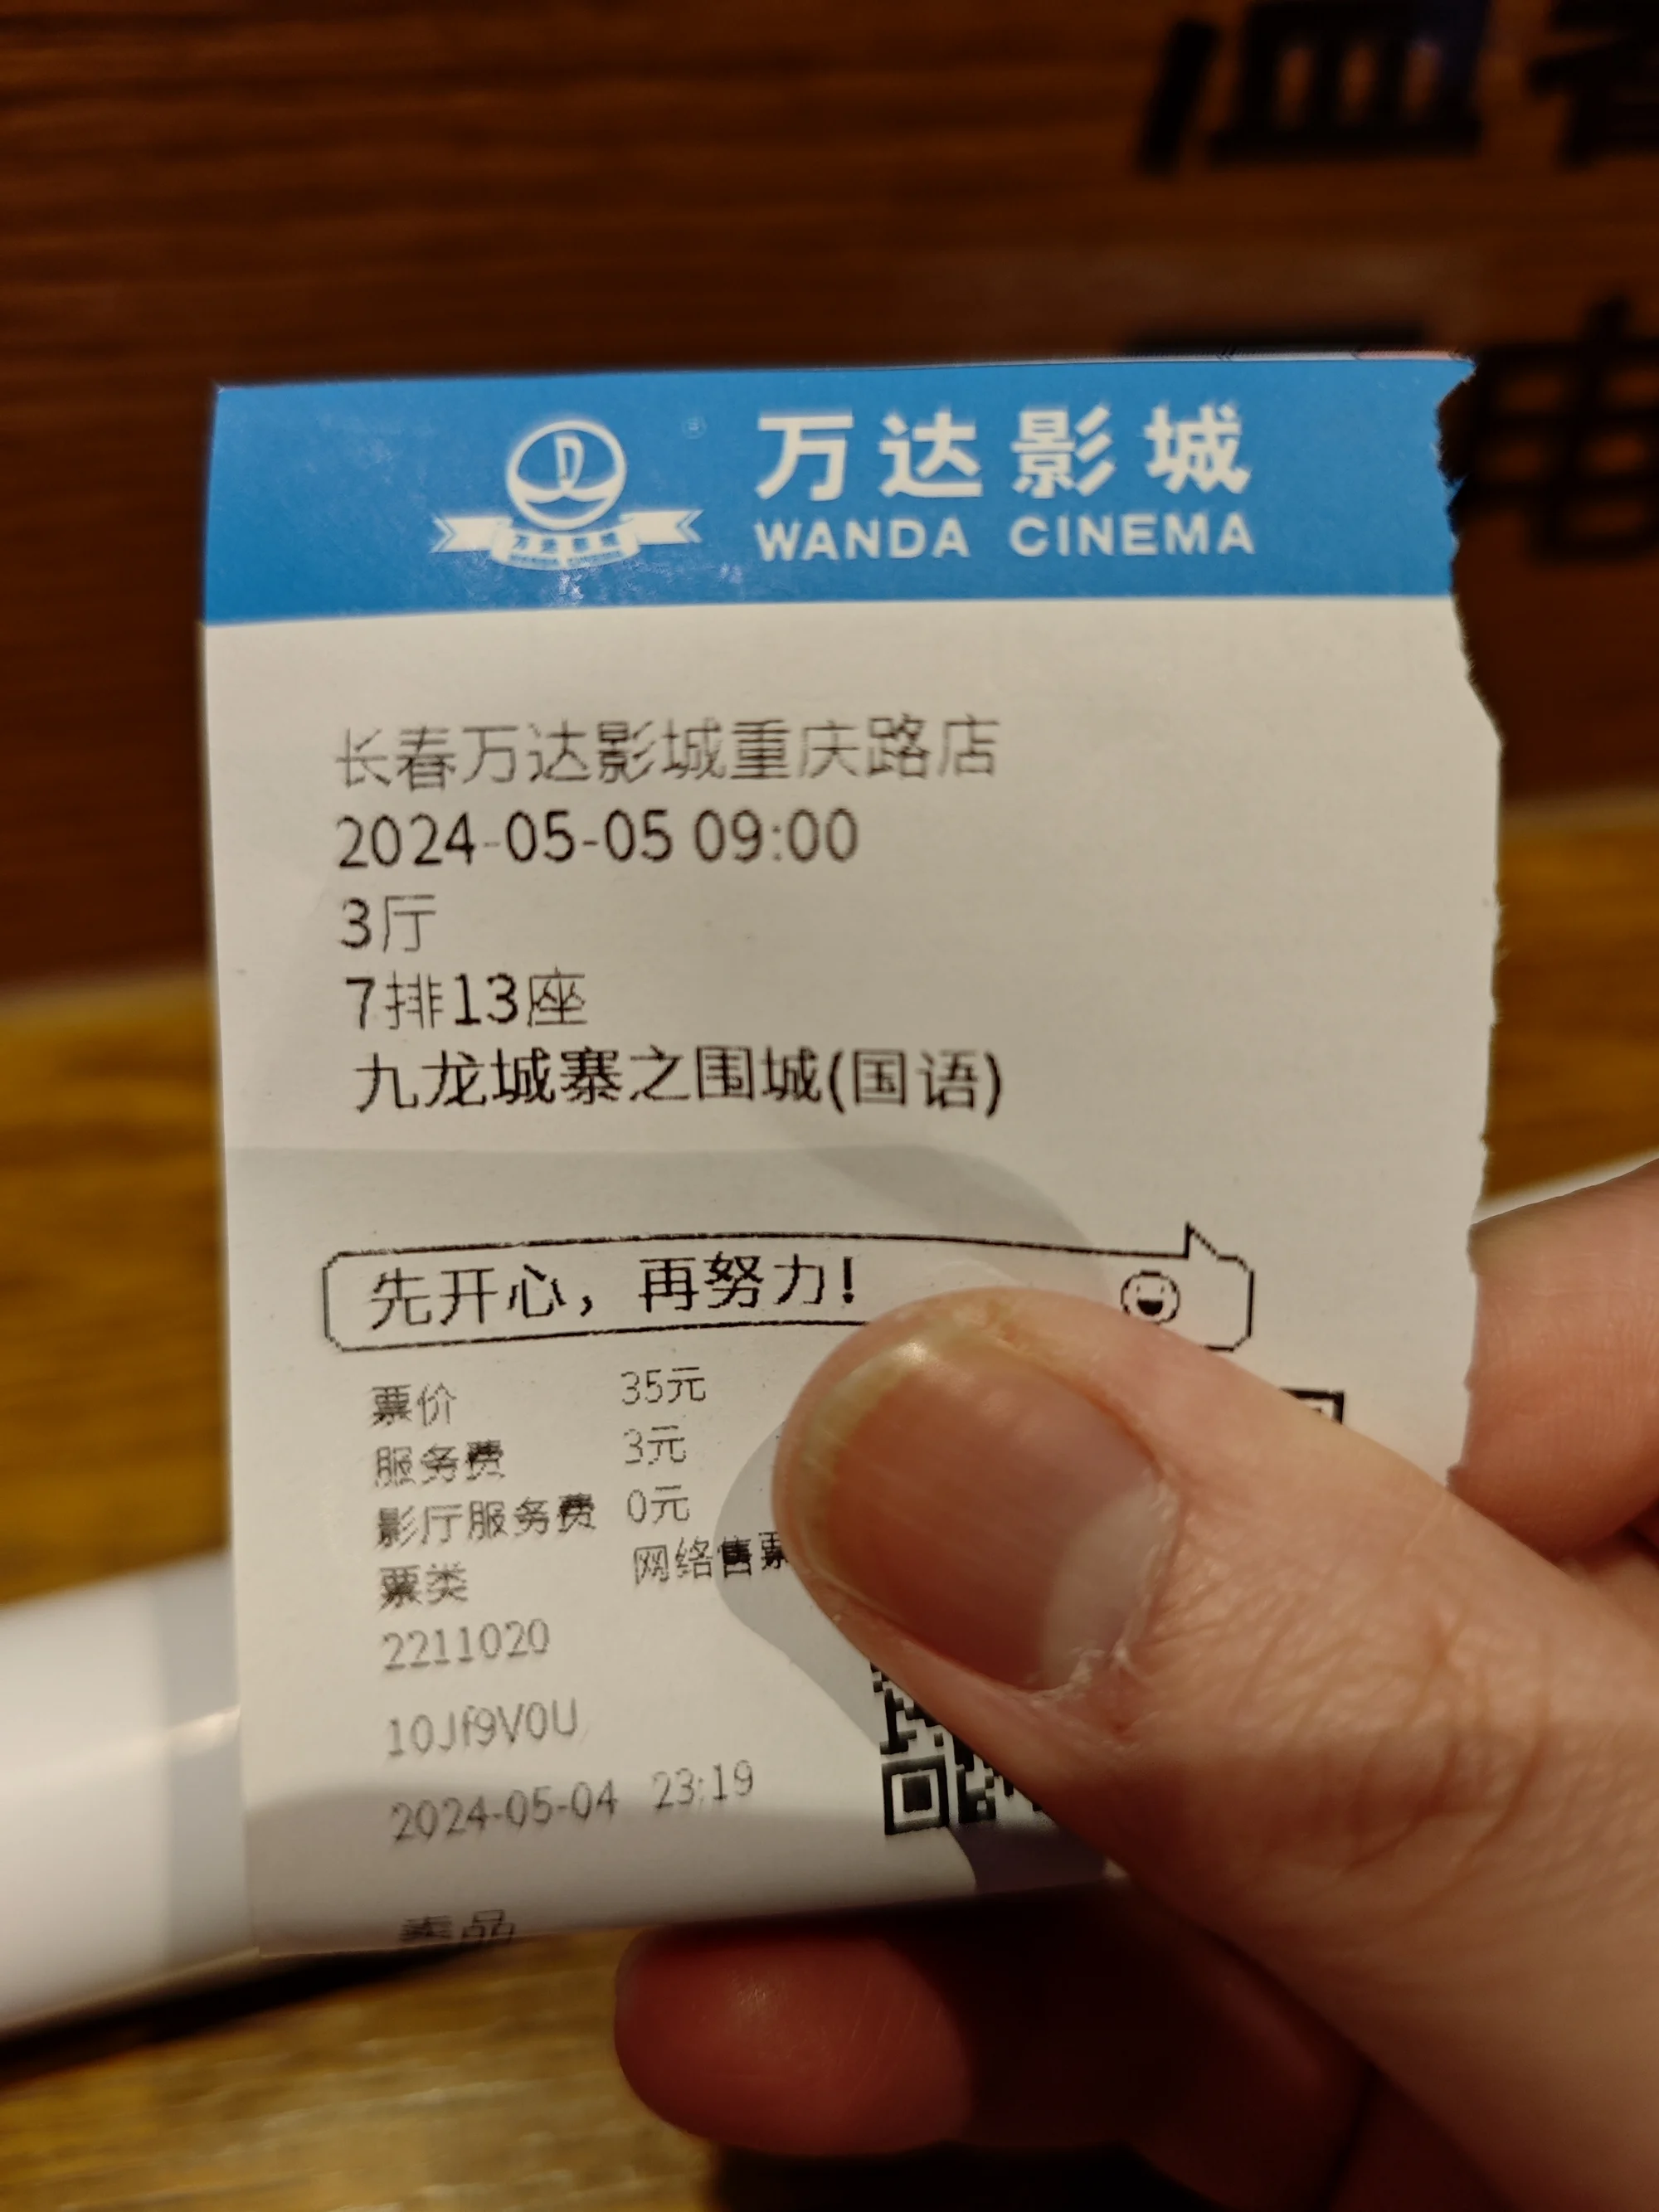 万达影城
WANDA CINEMA
长春万达影城重庆路店
2024-05-05 09:00
3厅
7排13座
九龙城寨之围城(国语)
先开心，再努力!
票价 35元
服务费 3元
影厅服务费 0元
票类 网络售票
2211020
10Jf9V0U
2024-05-04 23:19
卖品